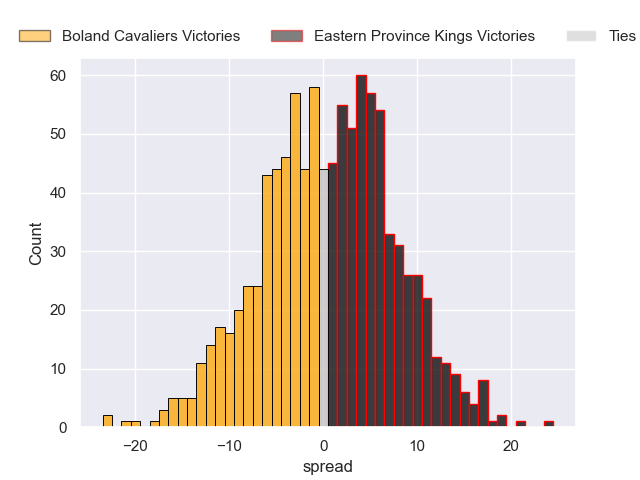 Boland Cavaliers Victories Eastern Province Kings Victories Ties
60
50
40
30
20
10
0
Count
−20 −10 0 10 20
spread